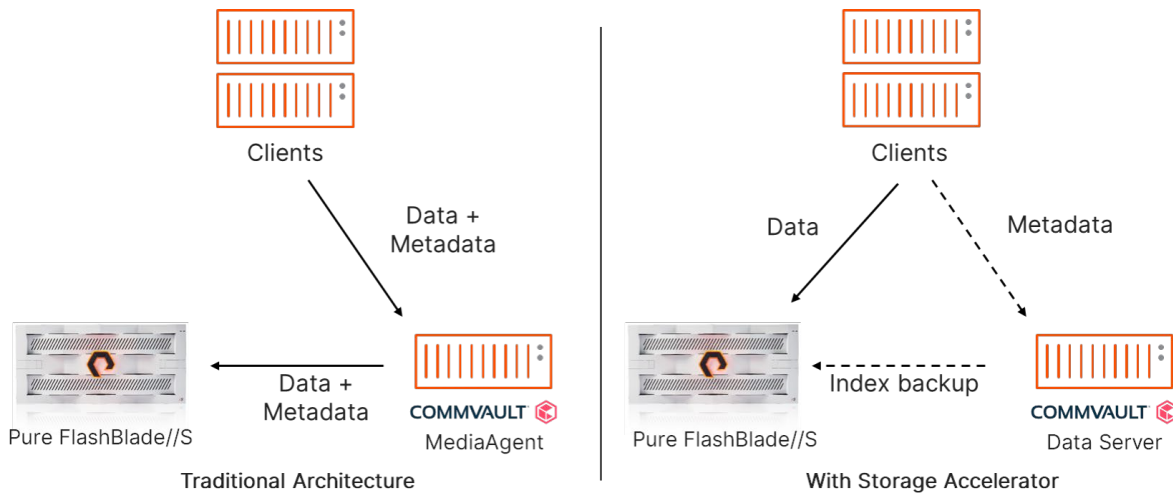 Clients
Data +
Metadata
Data +
Metadata
COMMVAULT
MediaAgent
Pure FlashBlade//S
Traditional Architecture
Clients
Data
Metadata
Index backup
COMMVAULT
Data Server
Pure FlashBlade//S
With Storage Accelerator